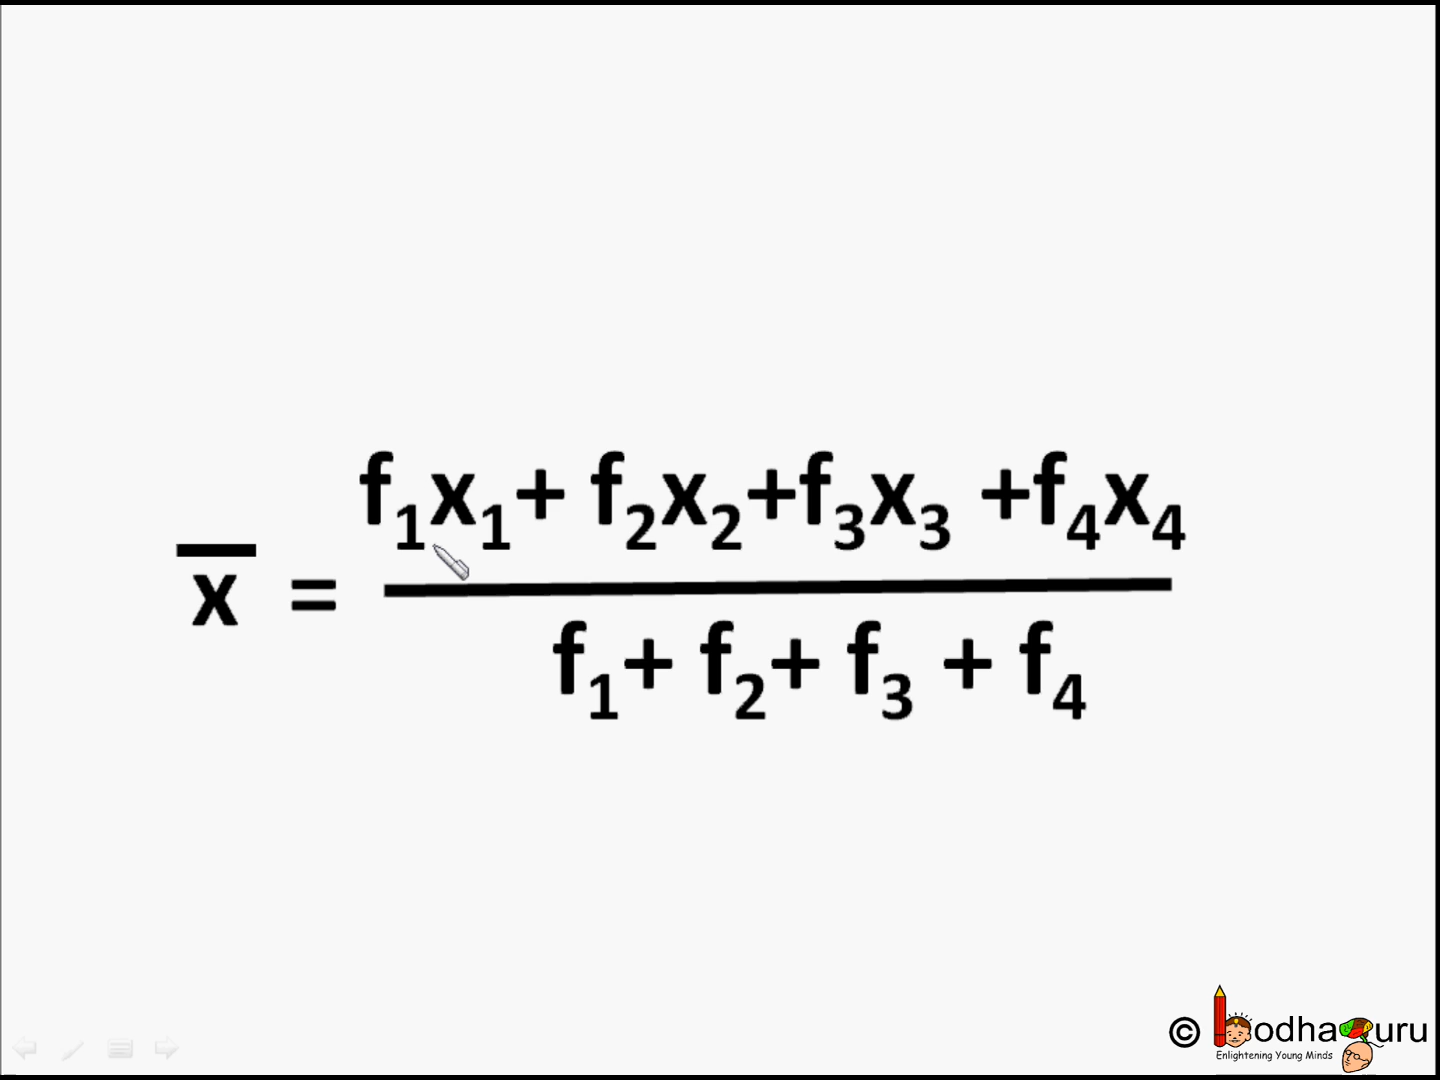 f₁x₁+ f₂x₂+f₃x₃ +f₄x₄
x̄ =
f₁+ f₂+ f₃ + f₄
© bodhaGuru
Enlightening Young Minds